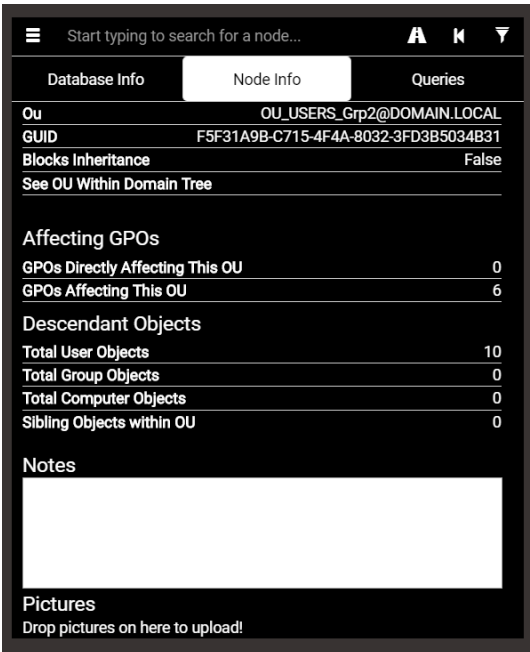 Start typing to search for a node...
Database Info Node Info Queries
Ou OU_USERS_Grp2@DOMAIN.LOCAL
GUID F5F31A9B-C715-4F4A-8032-3FD3B5034B31
Blocks Inheritance False
See OU Within Domain Tree
Affecting GPOs
GPOs Directly Affecting This OU 0
GPOs Affecting This OU 6
Descendant Objects
Total User Objects 10
Total Group Objects 0
Total Computer Objects 0
Sibling Objects within OU 0
Notes
Pictures
Drop pictures on here to upload!